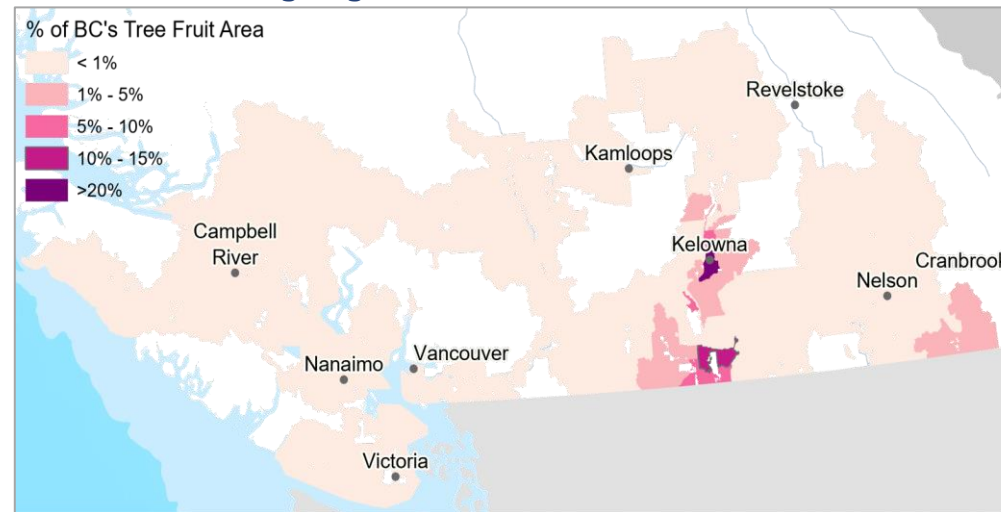 % of BC's Tree Fruit Area
< 1%
1% - 5%
5% - 10%
10% - 15%
>20%
Revelstoke
Kamloops
Campbell
River
Kelowna
Cranbrook
Nelson
Nanaimo
Vancouver
Victoria